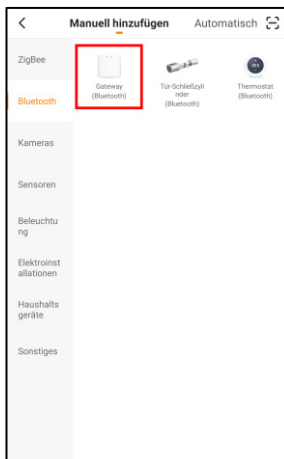 Manuell hinzufügen Automatisch
ZigBee
Bluetooth
Kameras
Sensoren
Beleuchtu
ng
Elektroinst
allationen
Haushalts
geräte
Sonstiges
Gateway
(Bluetooth)
Tür-Schließzyli
nder
(Bluetooth)
Thermostat
(Bluetooth)